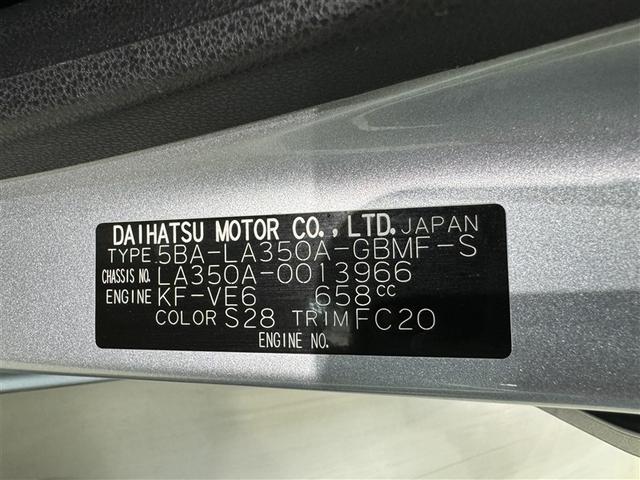 DAIHATSU MOTOR CO.,LTD. JAPAN
TYPE 5BA-LA350A-GBMF-S
CHASSIS NO. LA350A-0013966
ENGINE KF-VE6 658cc
COLOR S28 TRIM FC20
ENGINE NO.